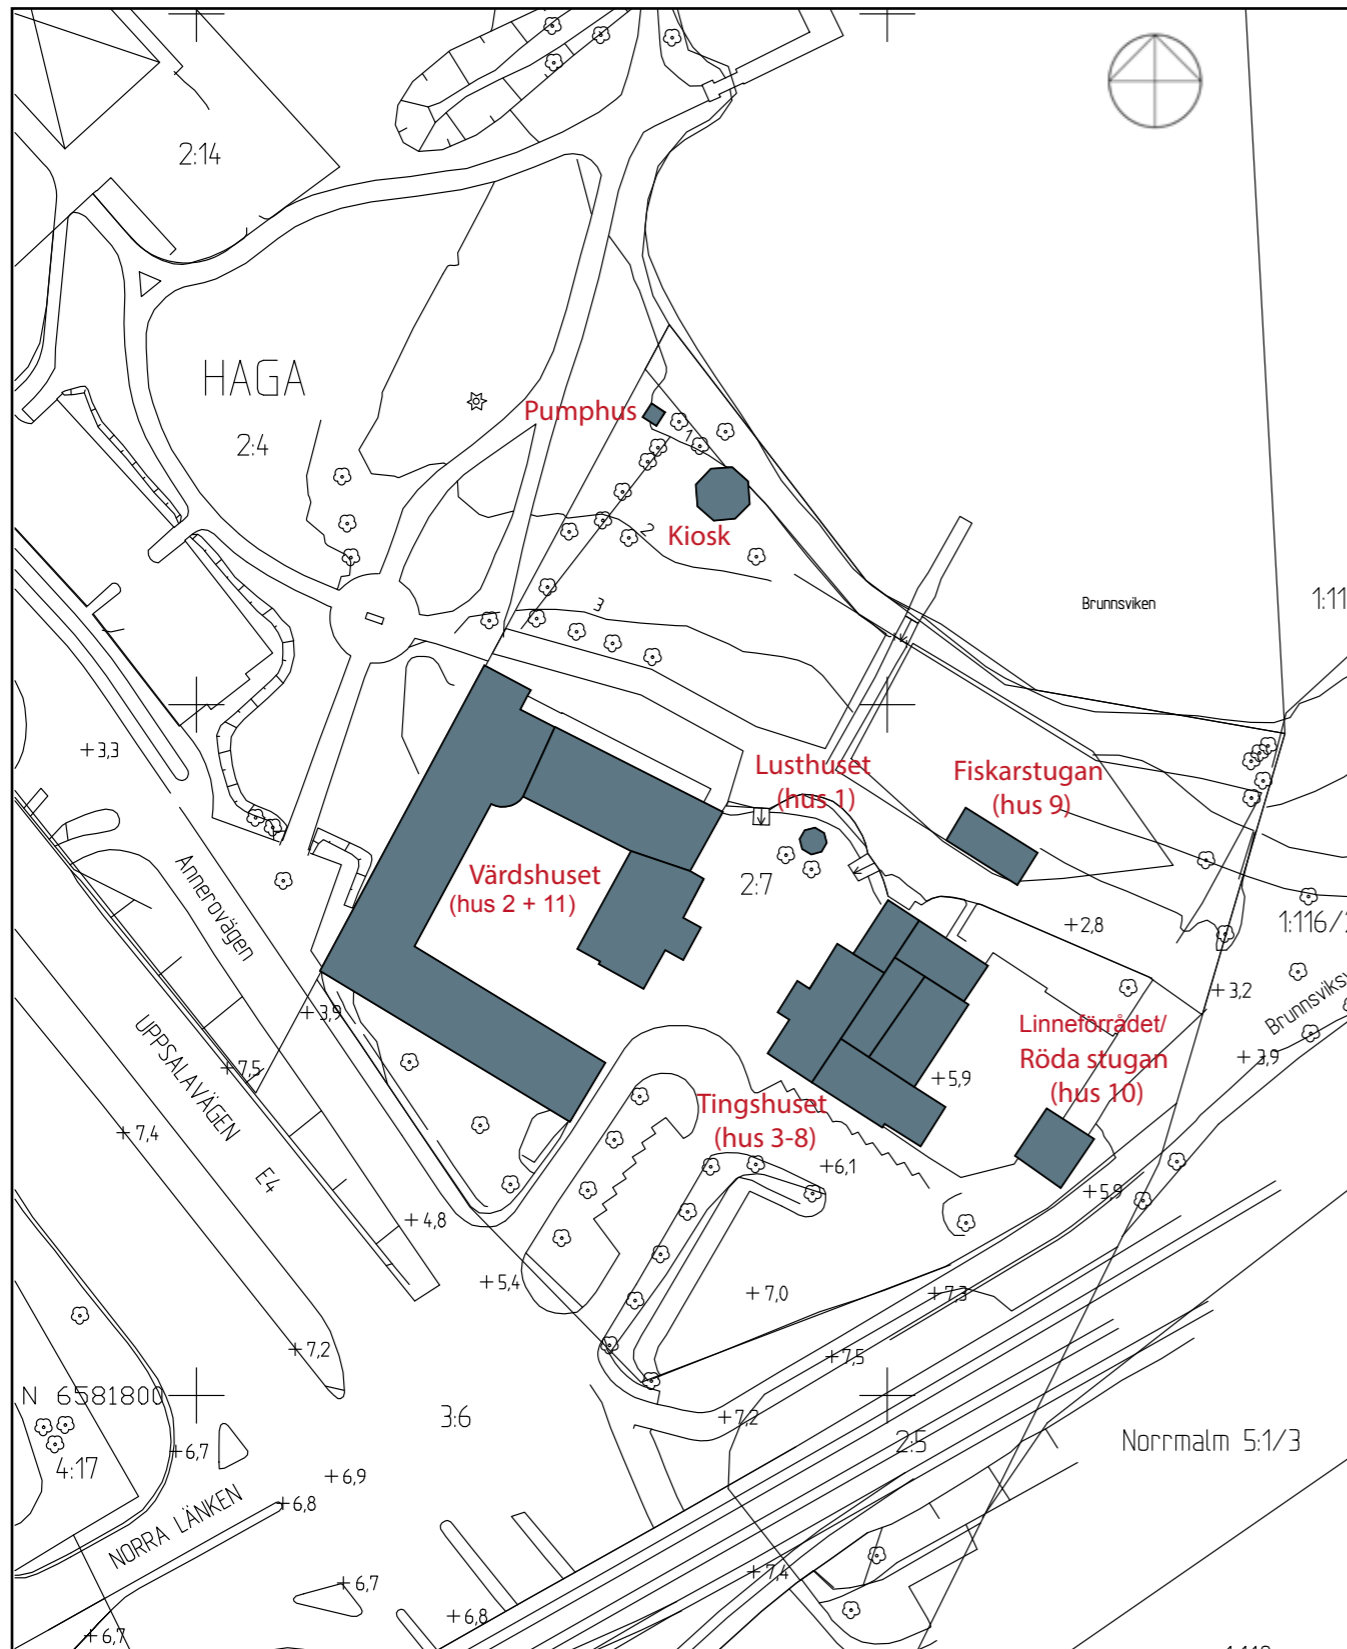 2:14
HAGA
2:4
Pumphus
1
2
Kiosk
3
Brunnsviken
1:11
+3,3
Lusthuset
(hus 1)
Fiskarstugan
(hus 9)
Annerovägen
Värdshuset
(hus 2 + 11)
2:7
+2,8
1:116/2
+3,9
+3,2
Linneförrådet/
Röda stugan
(hus 10)
UPPSALAVÄGEN E4
+7,5
+5,9
+3,9
Tingshuset
(hus 3-8)
+7,4
+6,1
+5,9
+4,8
+5,4
+7,0
+7,3
+7,2
+7,5
N 6581800
3:6
+7,2
2:5
Norrmalm 5:1/3
4:17
+6,7
+6,9
NORRA LÄNKEN
+6,8
+7,4
+6,7
+6,8
+6,7